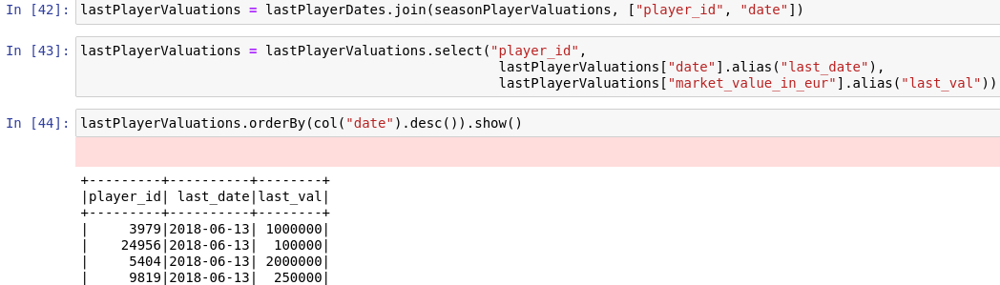 In [42]: lastPlayerValuations = lastPlayerDates.join(seasonPlayerValuations, ["player_id", "date"])
In [43]: lastPlayerValuations = lastPlayerValuations.select("player_id",
lastPlayerValuations["date"].alias("last_date"),
lastPlayerValuations["market_value_in_eur"].alias("last_val"))
In [44]: lastPlayerValuations.orderBy(col("date").desc()).show()
+---------+----------+--------+
|player_id| last_date|last_val|
+---------+----------+--------+
|     3979|2018-06-13| 1000000|
|    24956|2018-06-13|  100000|
|     5404|2018-06-13| 2000000|
|     9819|2018-06-13|  250000|